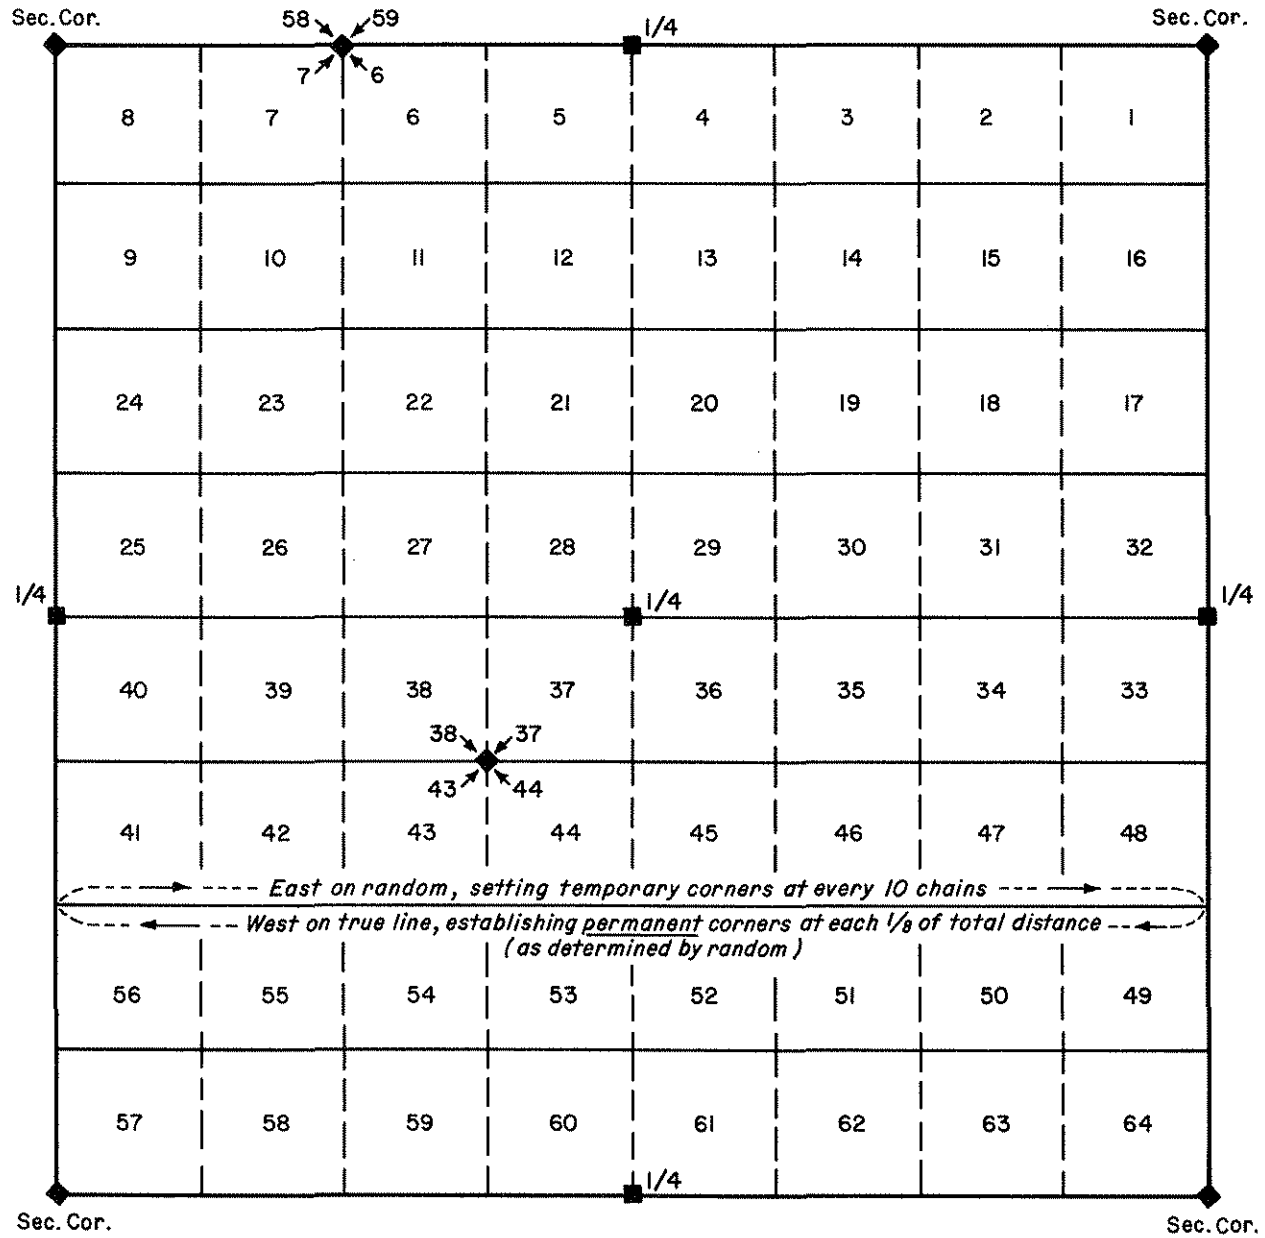 Sec. Cor.
58 59
1/4
Sec. Cor.
7 6
8 7 6 5 4 3 2 1
9 10 11 12 13 14 15 16
24 23 22 21 20 19 18 17
25 26 27 28 29 30 31 32
1/4 1/4 1/4
40 39 38 37 36 35 34 33
38 37
43 44
41 42 43 44 45 46 47 48
East on random, setting temporary corners at every 10 chains
West on true line, establishing permanent corners at each 1/8 of total distance
(as determined by random)
56 55 54 53 52 51 50 49
57 58 59 60 61 62 63 64
1/4
Sec. Cor.
Sec. Cor.